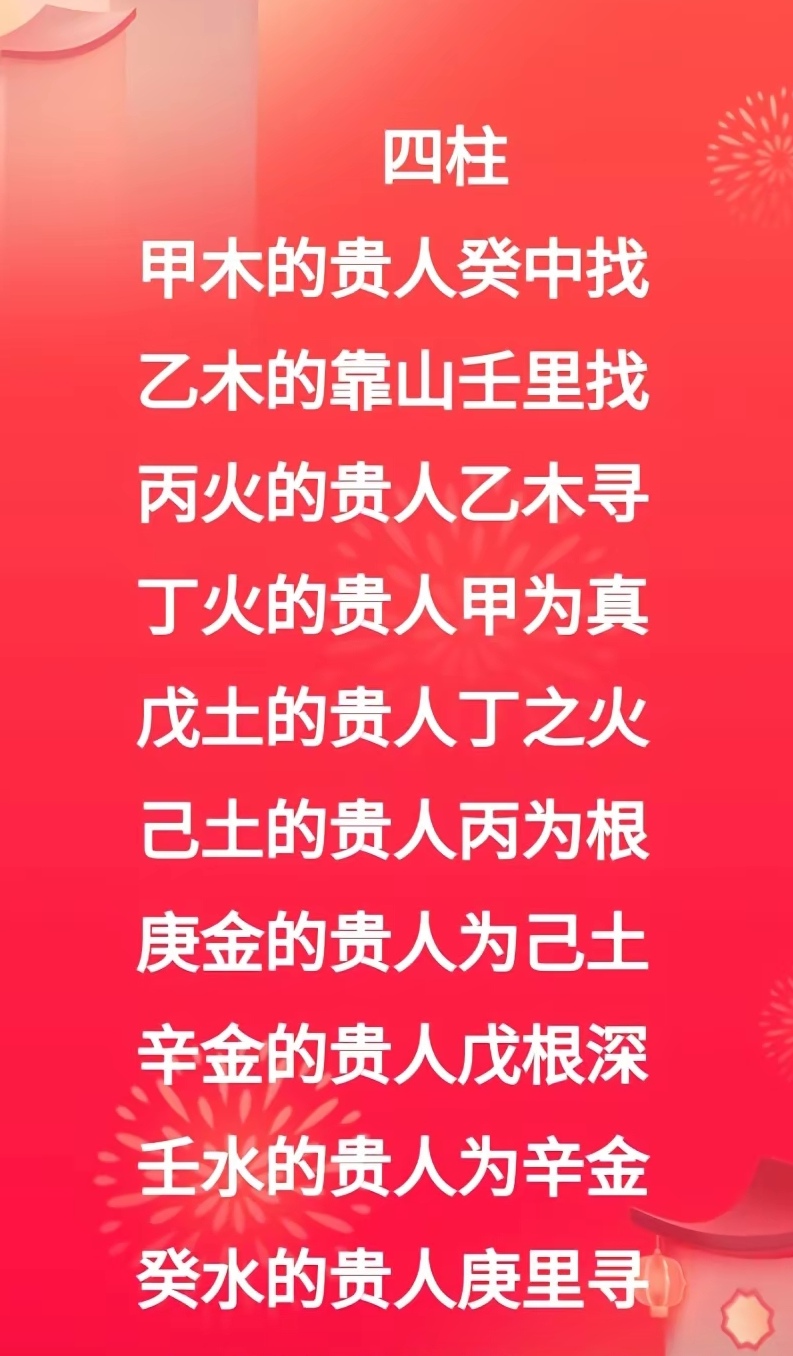 四柱
甲木的贵人癸中找
乙木的靠山壬里找
丙火的贵人乙木寻
丁火的贵人甲为真
戊土的贵人丁之火
己土的贵人丙为根
庚金的贵人为己土
辛金的贵人戊根深
壬水的贵人为辛金
癸水的贵人庚里寻